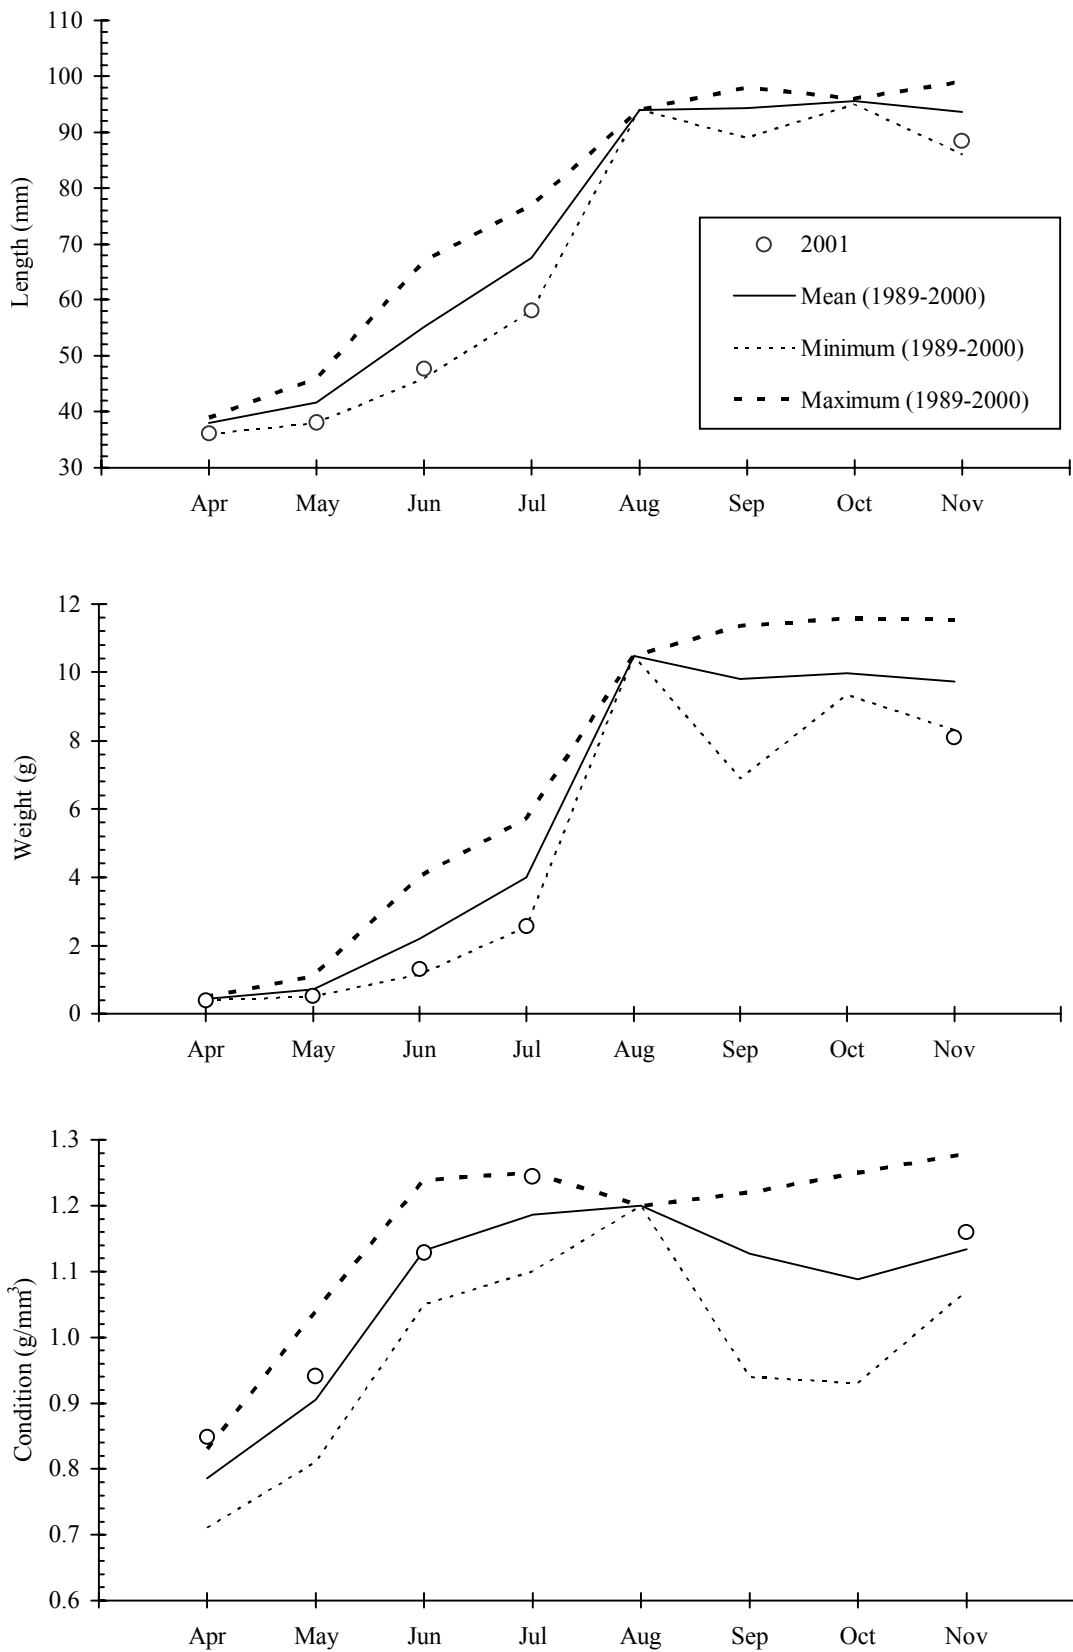 110
100
90
80
70
60
50
40
30
Length (mm)
2001
Mean (1989-2000)
Minimum (1989-2000)
Maximum (1989-2000)
Apr May Jun Jul Aug Sep Oct Nov
12
10
8
6
4
2
0
Weight (g)
Apr May Jun Jul Aug Sep Oct Nov
1.3
1.2
1.1
1.0
0.9
0.8
0.7
0.6
Condition (g/mm³)
Apr May Jun Jul Aug Sep Oct Nov